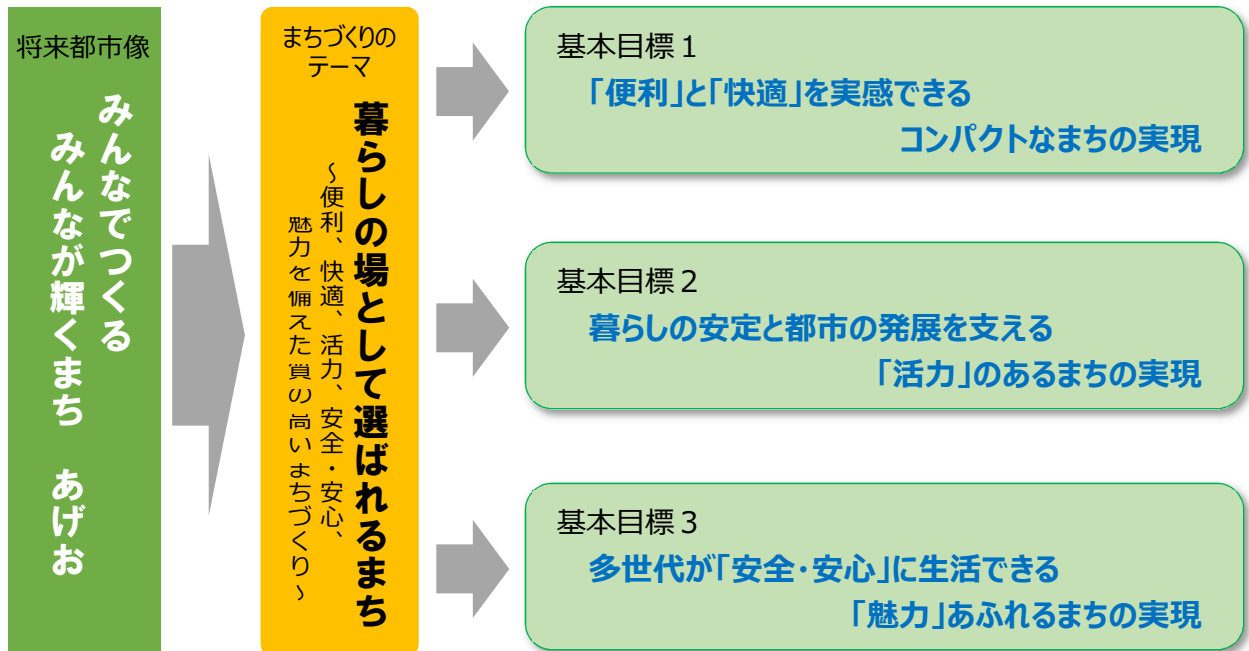 将来都市像
みんなでつくる
みんなが輝くまち　あげお
まちづくりの
テーマ
暮らしの場として選ばれるまち
～便利、快適、活力、安全・安心、
魅力を備えた質の高いまちづくり～
基本目標１
「便利」と「快適」を実感できる
コンパクトなまちの実現
基本目標２
暮らしの安定と都市の発展を支える
「活力」のあるまちの実現
基本目標３
多世代が「安全・安心」に生活できる
「魅力」あふれるまちの実現